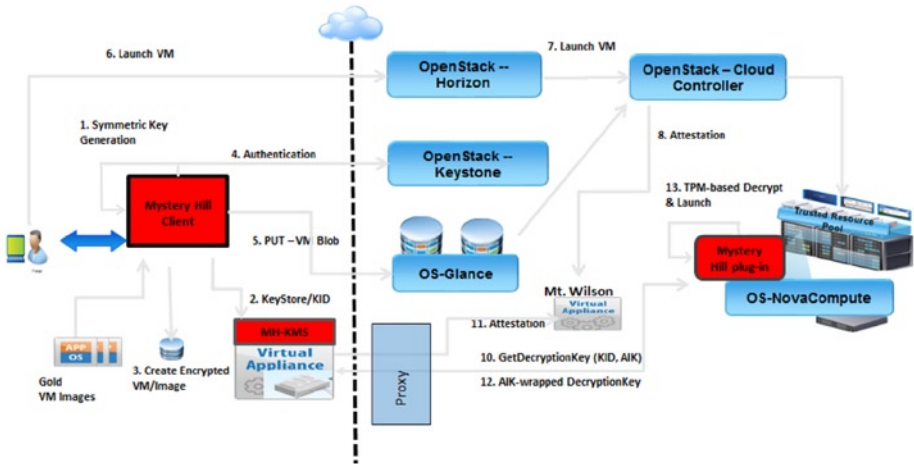 6. Launch VM
7. Launch VM
OpenStack --
Horizon
OpenStack – Cloud
Controller
1. Symmetric Key
Generation
4. Authentication
8. Attestation
OpenStack --
Keystone
Mystery Hill
Client
13. TPM-based Decrypt
& Launch
Trusted Resource
Pool
5. PUT – VM Blob
Mystery
Hill plug-in
OS-Glance
OS-NovaCompute
2. KeyStore/KID
Mt. Wilson
Virtual
Appliance
MH-KMS
11. Attestation
Virtual
Appliance
APP
OS
10. GetDecryptionKey (KID, AIK)
3. Create Encrypted
VM/Image
12. AIK-wrapped DecryptionKey
Gold
VM Images
Proxy